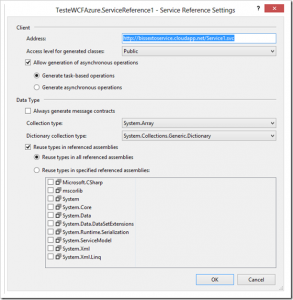 TesteWCFAzure.ServiceReference1 - Service Reference Settings
Client
Address: http://bissetoservice.cloudapp.net/Service1.svc
Access level for generated classes: Public
Allow generation of asynchronous operations
Generate task-based operations
Generate asynchronous operations
Data Type
Always generate message contracts
Collection type: System.Array
Dictionary collection type: System.Collections.Generic.Dictionary
Reuse types in referenced assemblies
Reuse types in all referenced assemblies
Reuse types in specified referenced assemblies:
Microsoft.CSharp
mscorlib
System
System.Core
System.Data
System.Data.DataSetExtensions
System.Runtime.Serialization
System.ServiceModel
System.Xml
System.Xml.Linq
OK Cancel